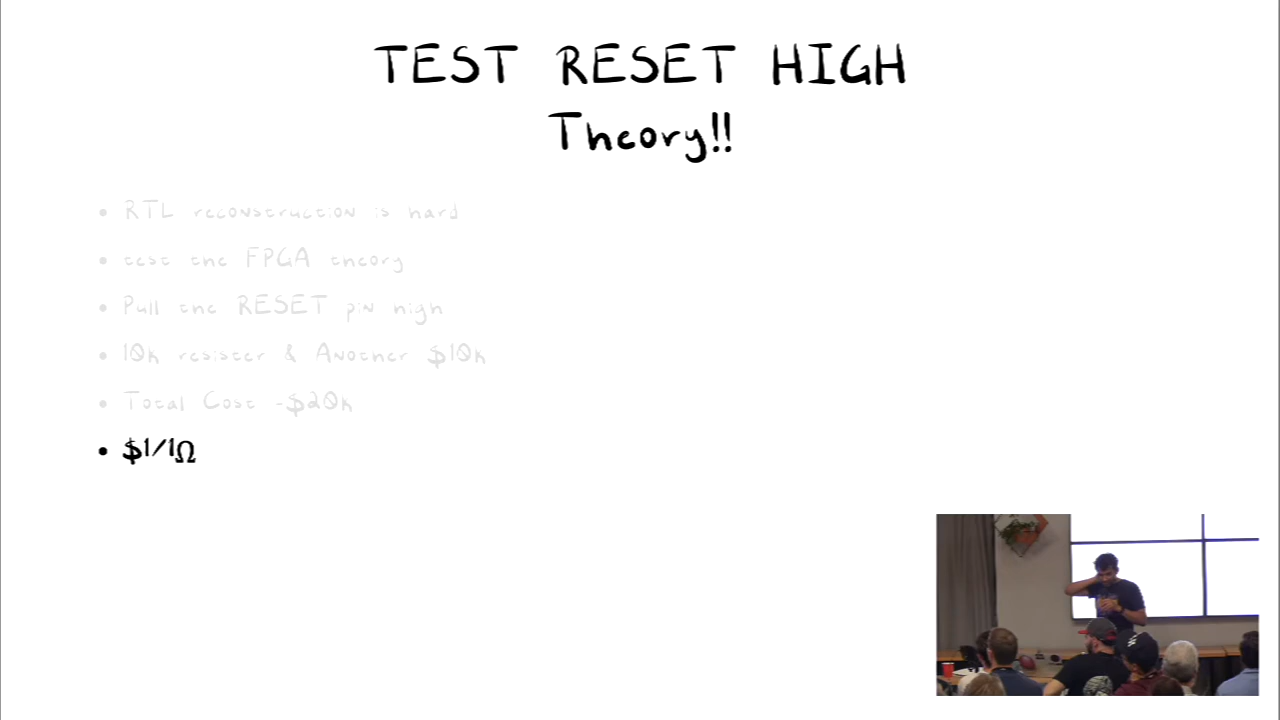 TEST RESET HIGH
Theory!!
• RTL reconstruction is hard
• test the FPGA theory
• Pull the RESET pin high
• 10k resister & Another $10k
• Total Cost -$20k
• $1/1Ω